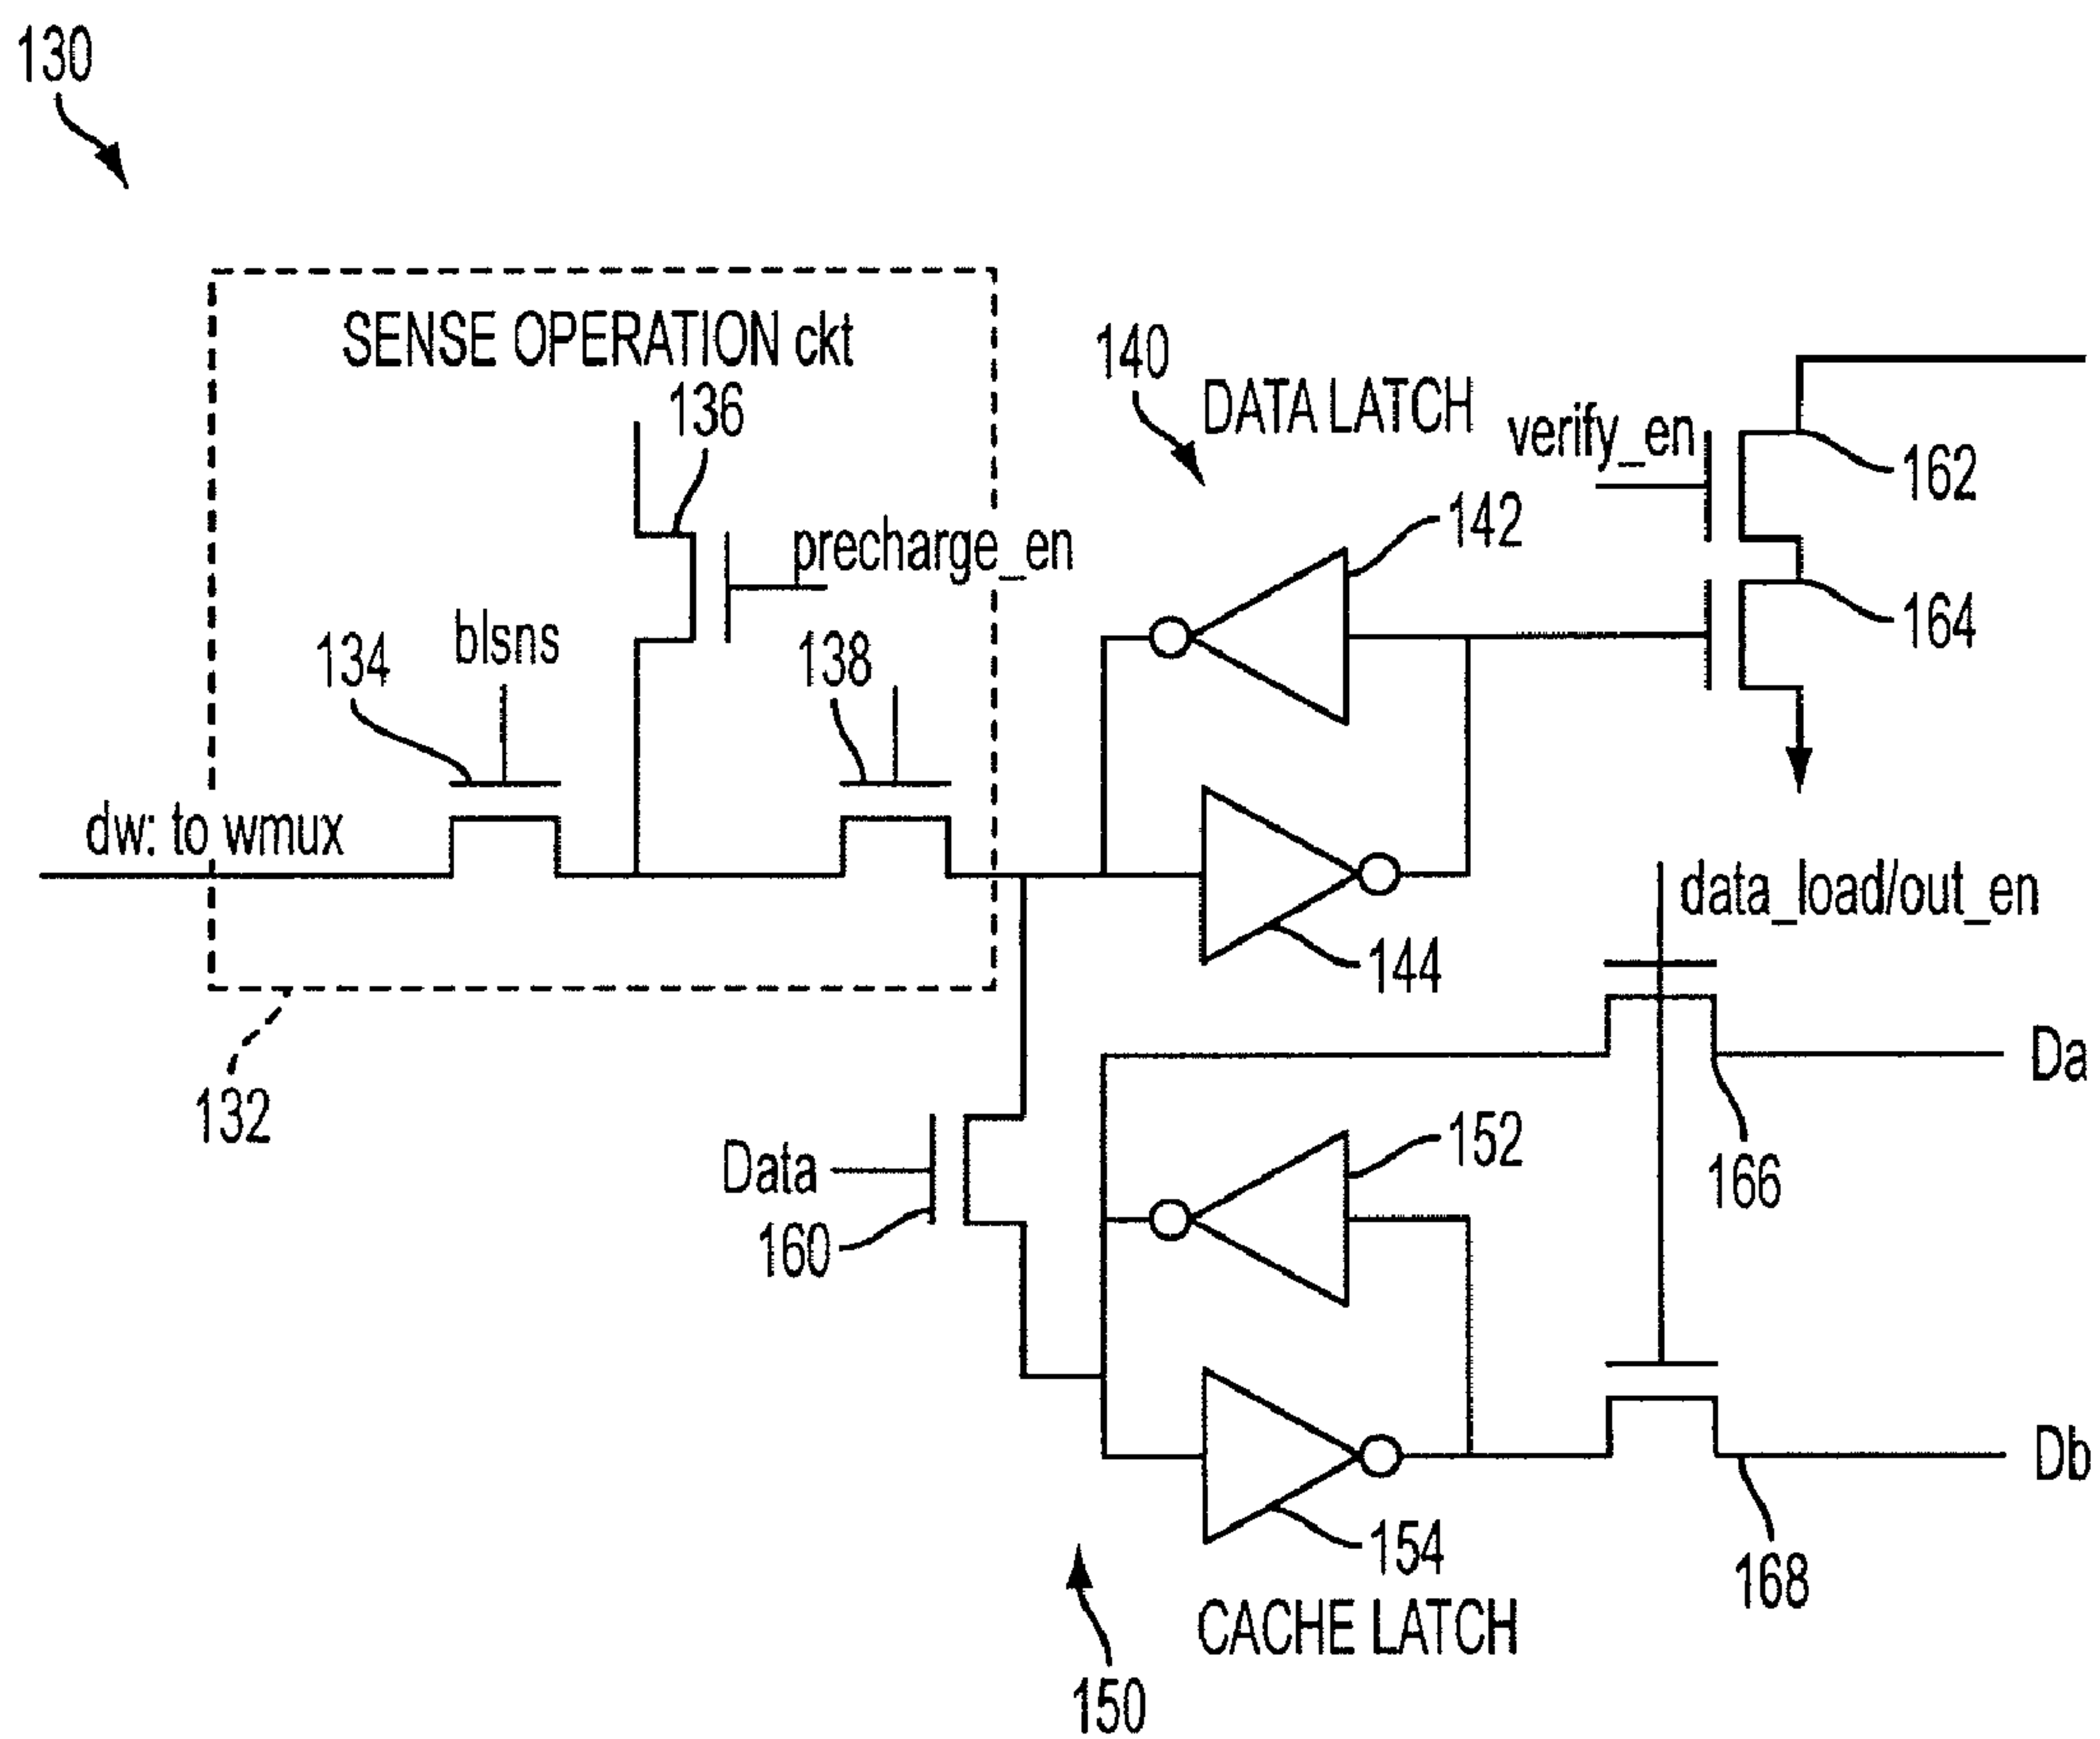 130
SENSE OPERATION ckt
136
140
DATA LATCH
verify_en
162
142
precharge_en
164
134
blsns
138
dw: to wmux
data_load/out_en
144
Da
132
Data
152
166
160
Db
154
168
CACHE LATCH
150